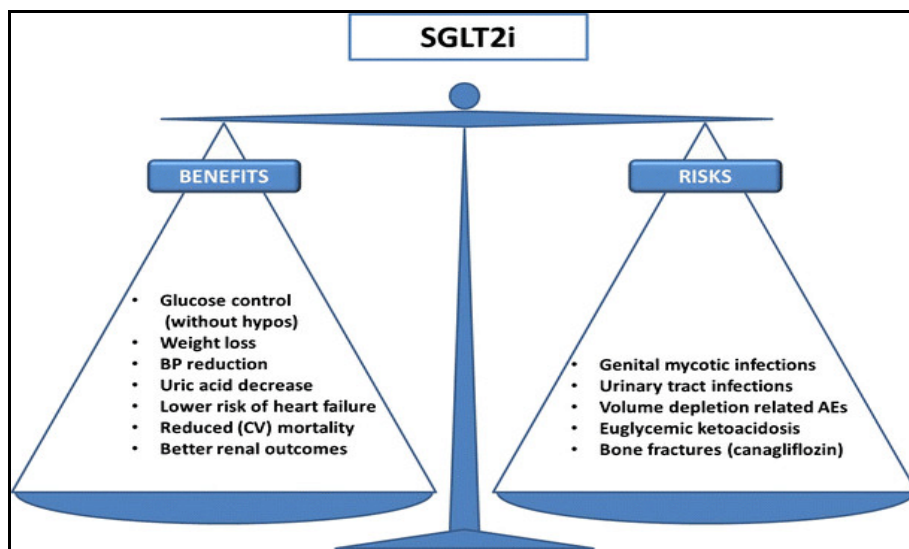 SGLT2i
BENEFITS
• Glucose control
(without hypos)
• Weight loss
• BP reduction
• Uric acid decrease
• Lower risk of heart failure
• Reduced (CV) mortality
• Better renal outcomes
RISKS
• Genital mycotic infections
• Urinary tract infections
• Volume depletion related AEs
• Euglycemic ketoacidosis
• Bone fractures (canagliflozin)